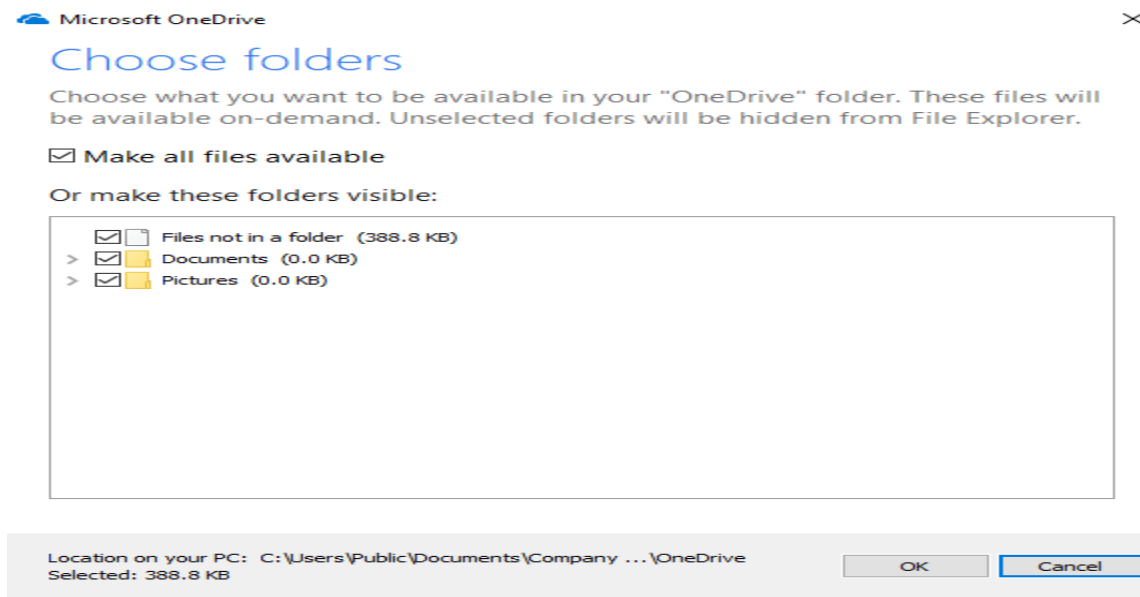 Microsoft OneDrive
Choose folders
Choose what you want to be available in your "OneDrive" folder. These files will
be available on-demand. Unselected folders will be hidden from File Explorer.
Make all files available
Or make these folders visible:
Files not in a folder (388.8 KB)
Documents (0.0 KB)
Pictures (0.0 KB)
Location on your PC: C:\Users\Public\Documents\Company ...\OneDrive
Selected: 388.8 KB
OK
Cancel